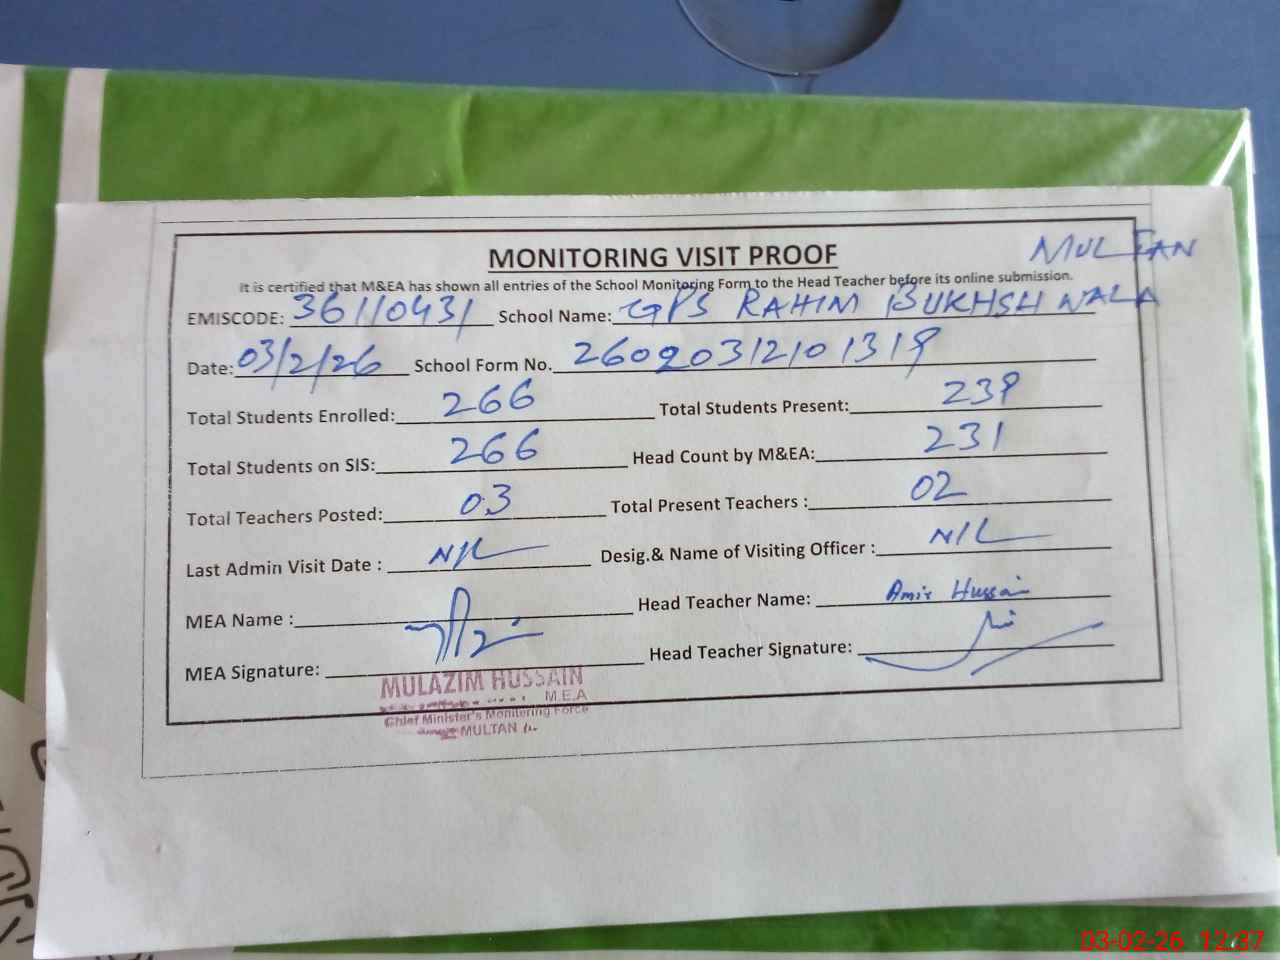 MONITORING VISIT PROOF
MULTAN
It is certified that M&EA has shown all entries of the School Monitoring Form to the Head Teacher before its online submission.
EMISCODE: 36110431 School Name: GPS RAHIM BUKHSH WALA
Date: 03/2/26 School Form No. 26020312101319
Total Students Enrolled: 266 Total Students Present: 239
Total Students on SIS: 266 Head Count by M&EA: 231
Total Teachers Posted: 03 Total Present Teachers : 02
Last Admin Visit Date : NIL Desig.& Name of Visiting Officer : NIL
MEA Name : Head Teacher Name: Amir Hussain
MEA Signature: Head Teacher Signature:
MULAZIM HUSSAIN
M.E.A
Chief Minister's Monitoring Force
MULTAN
03-02-26 12:37